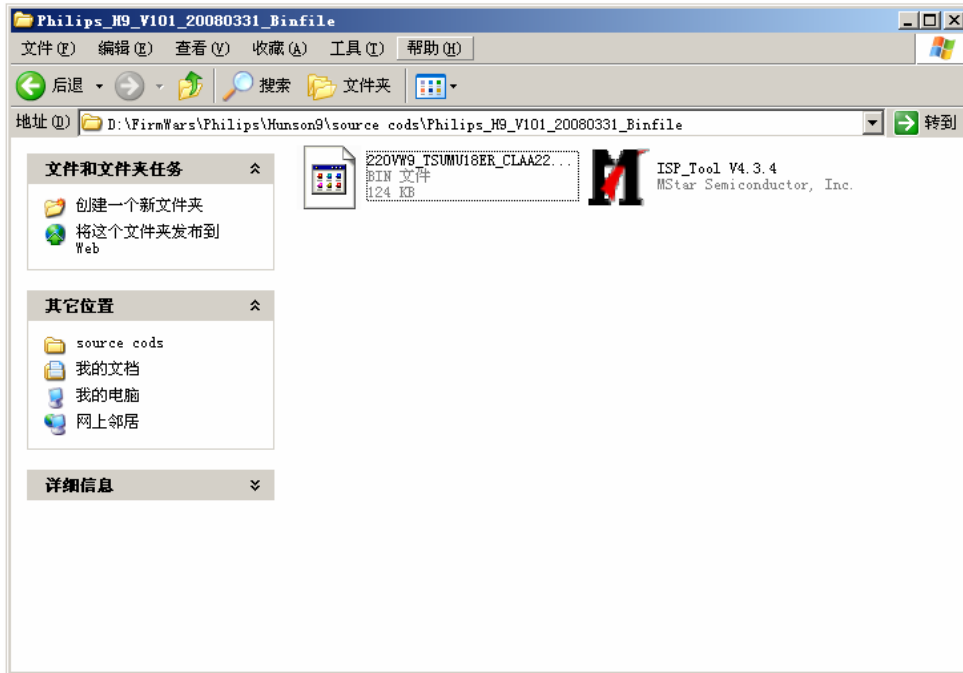 Philips_H9_V101_20080331_Binfile
文件(F) 编辑(E) 查看(V) 收藏(A) 工具(T) 帮助(H)
后退 搜索 文件夹
地址(D) D:\FirmWars\Philips\Hunson9\source cods\Philips_H9_V101_20080331_Binfile 转到
文件和文件夹任务
创建一个新文件夹
将这个文件夹发布到
Web
其它位置
source cods
我的文档
我的电脑
网上邻居
详细信息
220VW9_TSUMU18ER_CLAA22...
BIN 文件
124 KB
ISP_Tool V4.3.4
MStar Semiconductor, Inc.